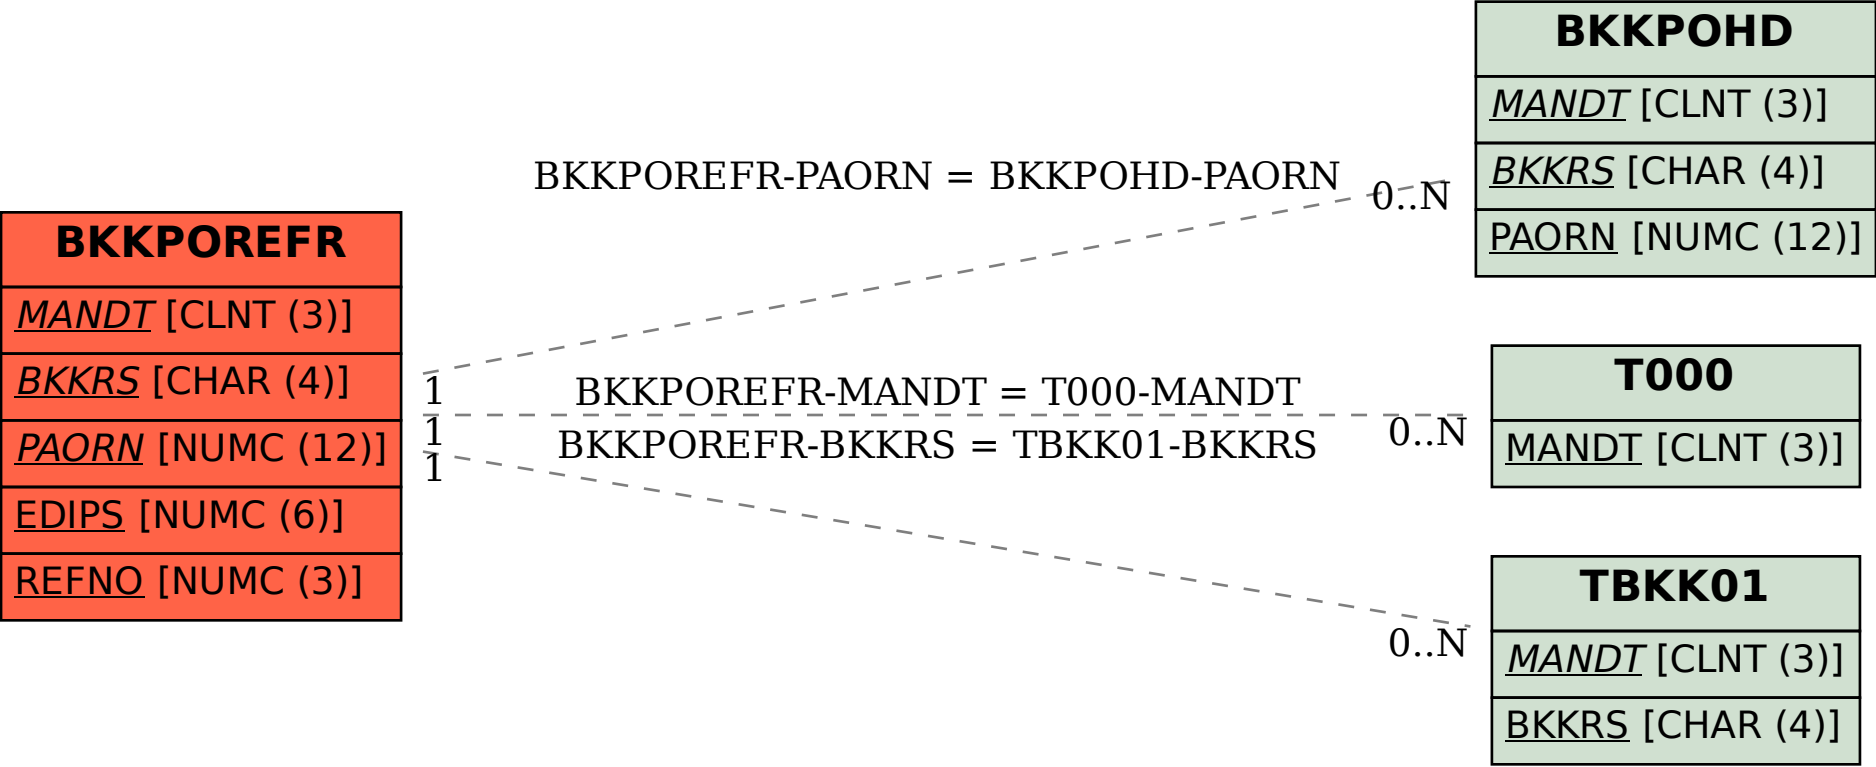 BKKPOREFR
MANDT [CLNT (3)]
BKKRS [CHAR (4)]
PAORN [NUMC (12)]
EDIPS [NUMC (6)]
REFNO [NUMC (3)]
BKKPOREFR-PAORN = BKKPOHD-PAORN
0..N
1
BKKPOREFR-MANDT = T000-MANDT
0..N
1
BKKPOREFR-BKKRS = TBKK01-BKKRS
0..N
1
BKKPOHD
MANDT [CLNT (3)]
BKKRS [CHAR (4)]
PAORN [NUMC (12)]
T000
MANDT [CLNT (3)]
TBKK01
MANDT [CLNT (3)]
BKKRS [CHAR (4)]